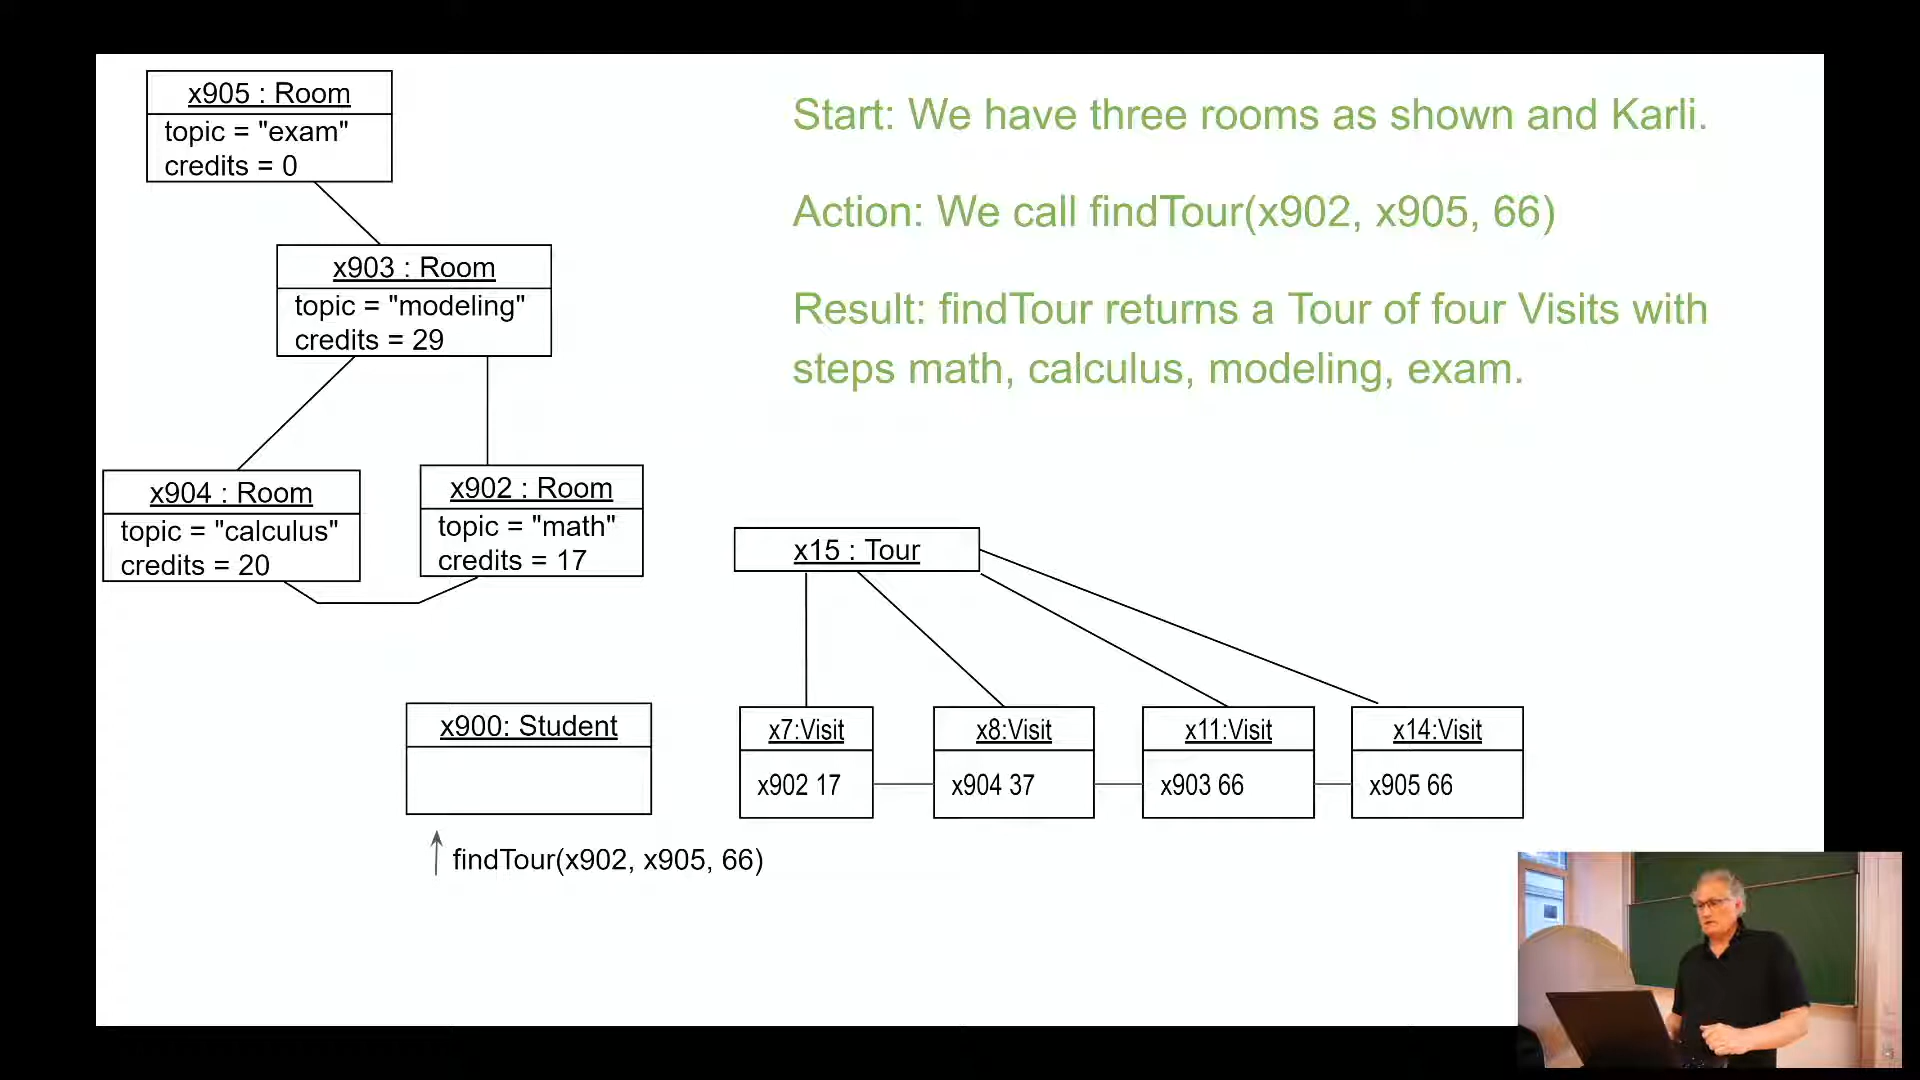 x905 : Room
topic = "exam"
credits = 0
Start: We have three rooms as shown and Karli.
Action: We call findTour(x902, x905, 66)
x903 : Room
topic = "modeling"
credits = 29
Result: findTour returns a Tour of four Visits with
steps math, calculus, modeling, exam.
x904 : Room
topic = "calculus"
credits = 20
x902 : Room
topic = "math"
credits = 17
x15 : Tour
x900: Student
x7:Visit
x902 17
x8:Visit
x904 37
x11:Visit
x903 66
x14:Visit
x905 66
findTour(x902, x905, 66)